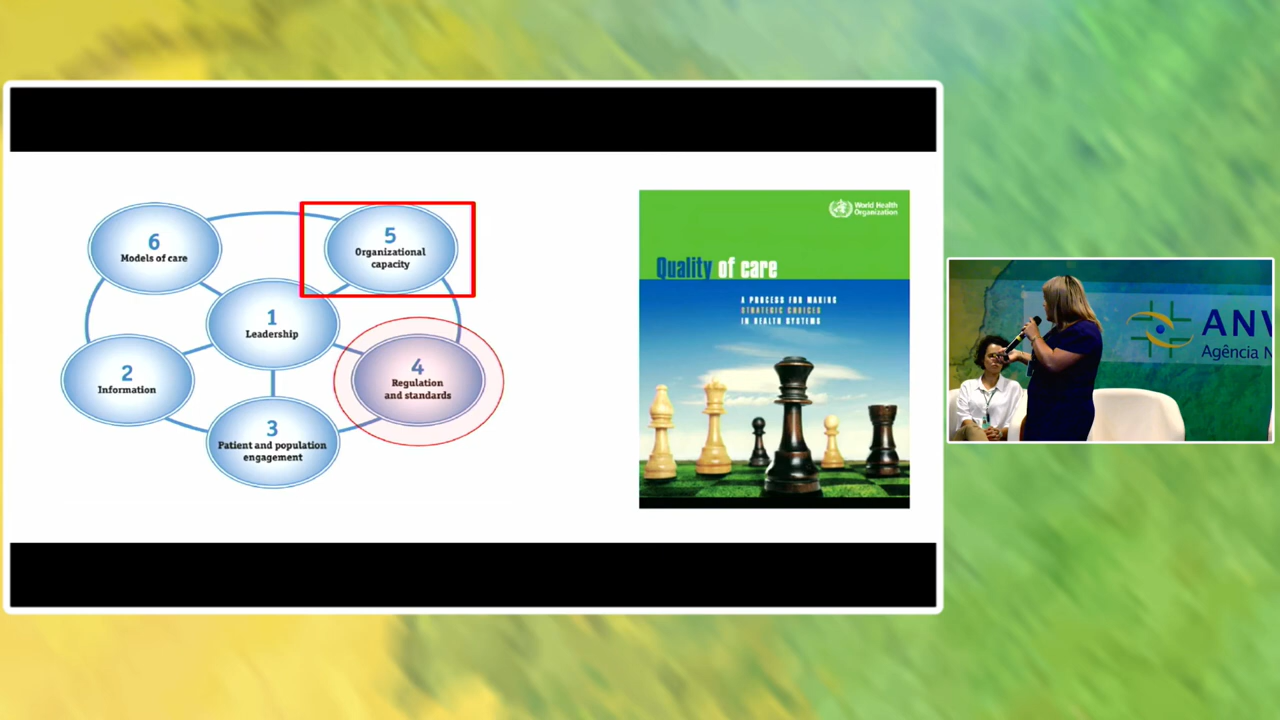 6
Models of care
5
Organizational
capacity
1
Leadership
2
Information
4
Regulation
and standards
3
Patient and population
engagement
World Health
Organization
Quality of care
A PROCESS FOR MAKING
STRATEGIC CHOICES
IN HEALTH SYSTEMS
ANV
Agência N